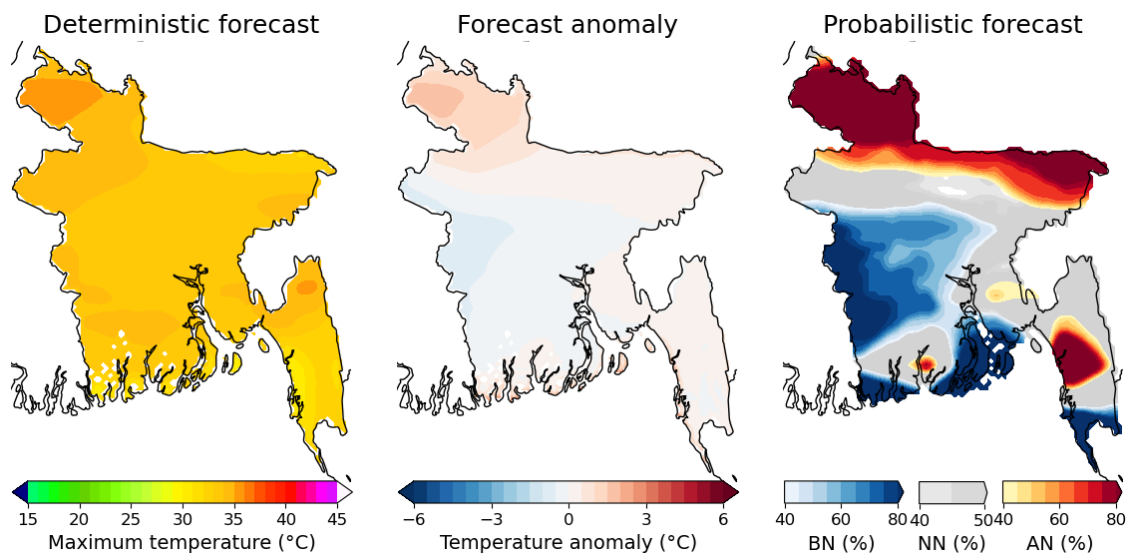 Deterministic forecast
Forecast anomaly
Probabilistic forecast
15 20 25 30 35 40 45
Maximum temperature (°C)
−6 −3 0 3 6
Temperature anomaly (°C)
40 60 80
BN (%)
40 50
NN (%)
40 60 80
AN (%)